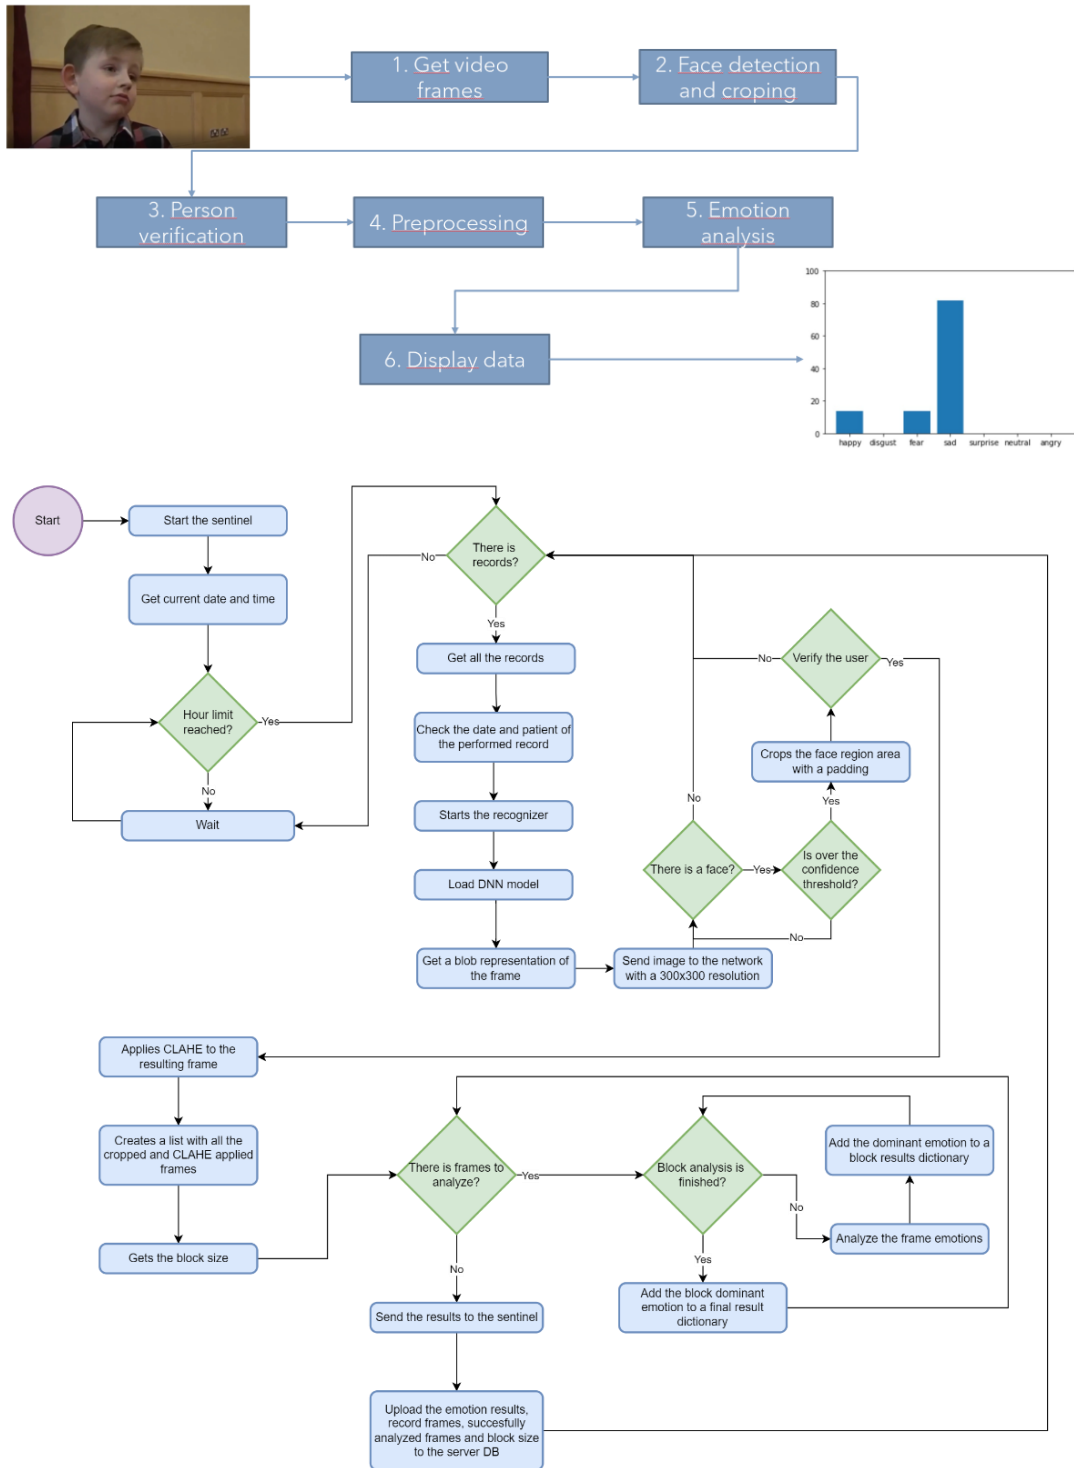 1. Get video
frames
2. Face detection
and croping
3. Person
verification
4. Preprocessing
5. Emotion
analysis
6. Display data
100
80
60
40
20
0
happy disgust fear sad surprise neutral angry
Start
Start the sentinel
Get current date and time
Hour limit
reached?
Yes
No
Wait
There is
records?
No
Yes
Get all the records
Check the date and patient of
the performed record
Starts the recognizer
Load DNN model
Get a blob representation of
the frame
Send image to the network
with a 300x300 resolution
There is a face?
No
Yes
Is over the
confidence
threshold?
No
Yes
Crops the face region area
with a padding
Verify the user
No
Yes
Applies CLAHE to the
resulting frame
Creates a list with all the
cropped and CLAHE applied
frames
Gets the block size
There is frames to
analyze?
Yes
No
Block analysis is
finished?
No
Yes
Analyze the frame emotions
Add the dominant emotion to a
block results dictionary
Add the block dominant
emotion to a final result
dictionary
Send the results to the sentinel
Upload the emotion results,
record frames, succesfully
analyzed frames and block size
to the server DB